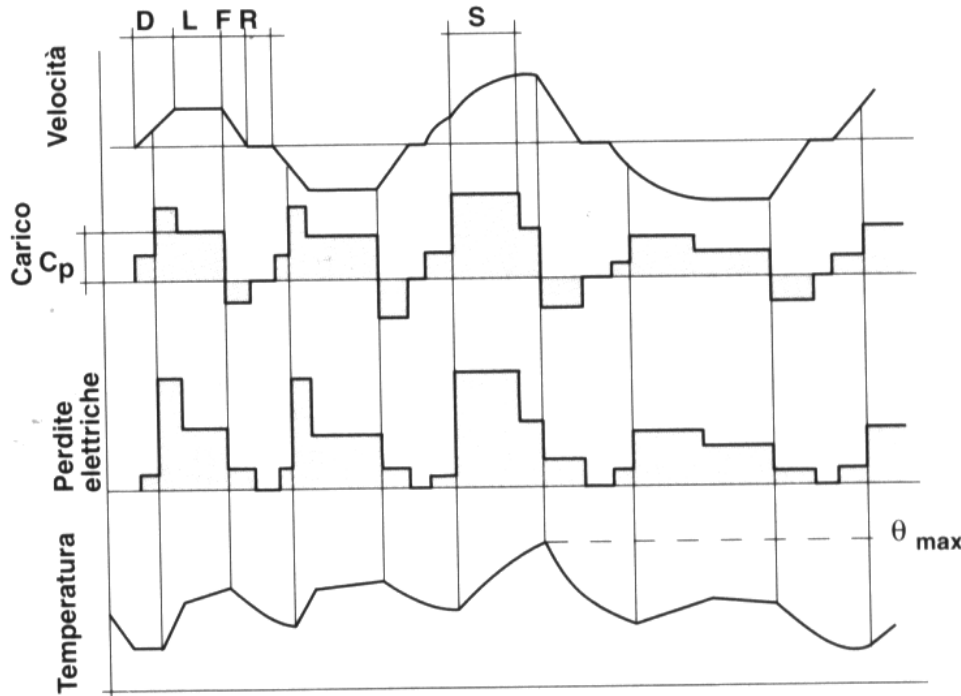 D L F R S
Velocità
Carico
Cp
Perdite
elettriche
θ max
Temperatura